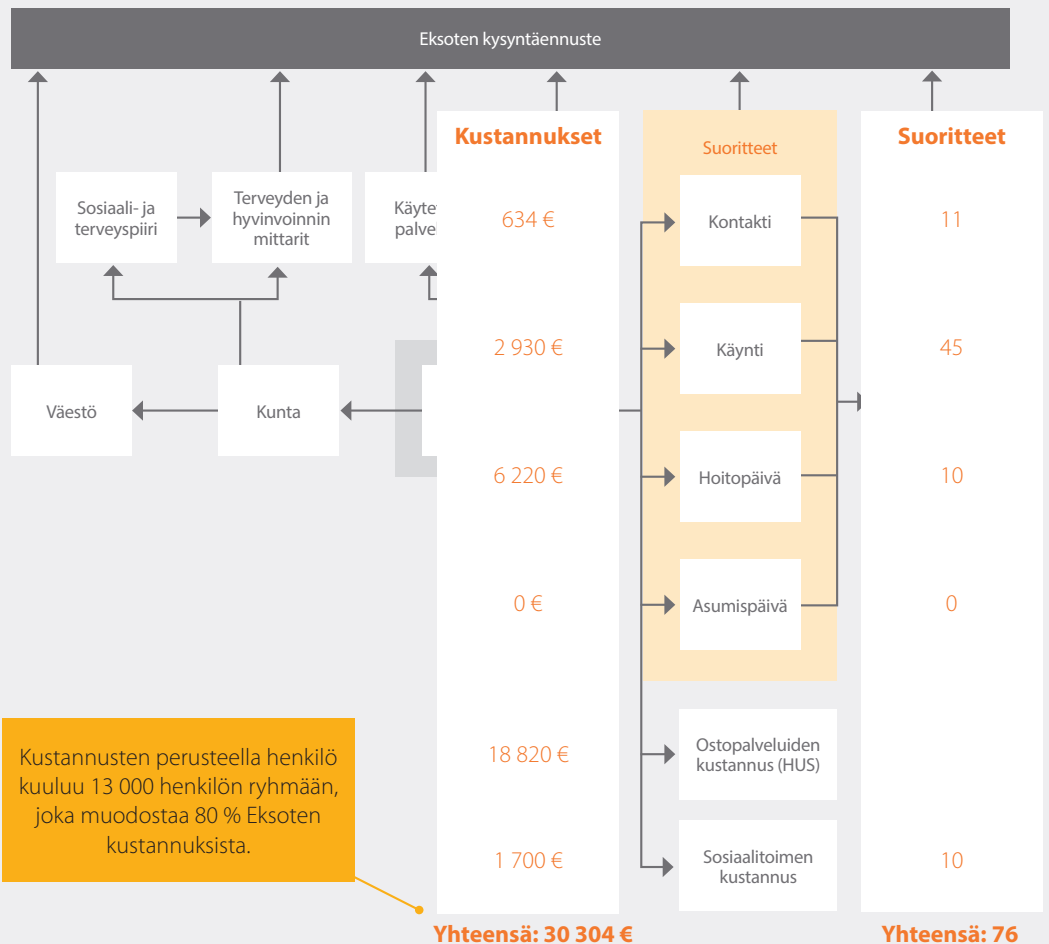 Eksoten kysyntäennuste
Kustannukset
Suoritteet
Suoritteet
Sosiaali- ja
terveyspiiri
Terveyden ja
hyvinvoinnin
mittarit
634 €
Kontakti
11
2 930 €
Käynti
45
Väestö
Kunta
6 220 €
Hoitopäivä
10
0 €
Asumispäivä
0
Kustannusten perusteella henkilö
kuuluu 13 000 henkilön ryhmään,
joka muodostaa 80 % Eksoten
kustannuksista.
18 820 €
Ostopalveluiden
kustannus (HUS)
1 700 €
Sosiaalitoimen
kustannus
10
Yhteensä: 30 304 €
Yhteensä: 76